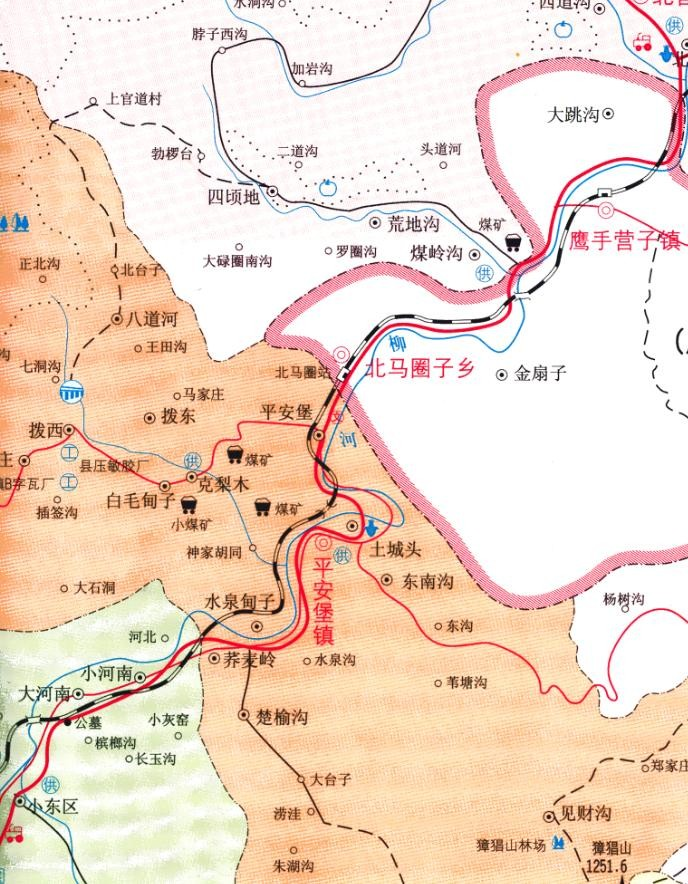 水涧沟
四道沟
供
脖子西沟
加岩沟
上官道村
大跳沟
勃椤台
二道沟
头道河
四顷地
荒地沟
煤矿
鹰手营子镇
正北沟
北台子
大碌圈南沟
罗圈沟
煤岭沟
供
八道河
王田沟
柳
七洞沟
北马圈站
北马圈子乡
金扇子
马家庄
拨东
平安堡
拨西
河
工
县压敏胶厂
供
煤矿
庄
工
克梨木
B字瓦厂
白毛甸子
插签沟
小煤矿
煤矿
神家胡同
供
土城头
大石洞
平安堡镇
东南沟
水泉甸子
杨树沟
河北
东沟
荞麦岭
水泉沟
小河南
大河南
苇塘沟
公墓
小灰窑
楚榆沟
槟榔沟
长玉沟
郑家庄
供
大台子
小东区
涝洼
见财沟
獐猖山林场
獐猖山
1251.6
朱湖沟